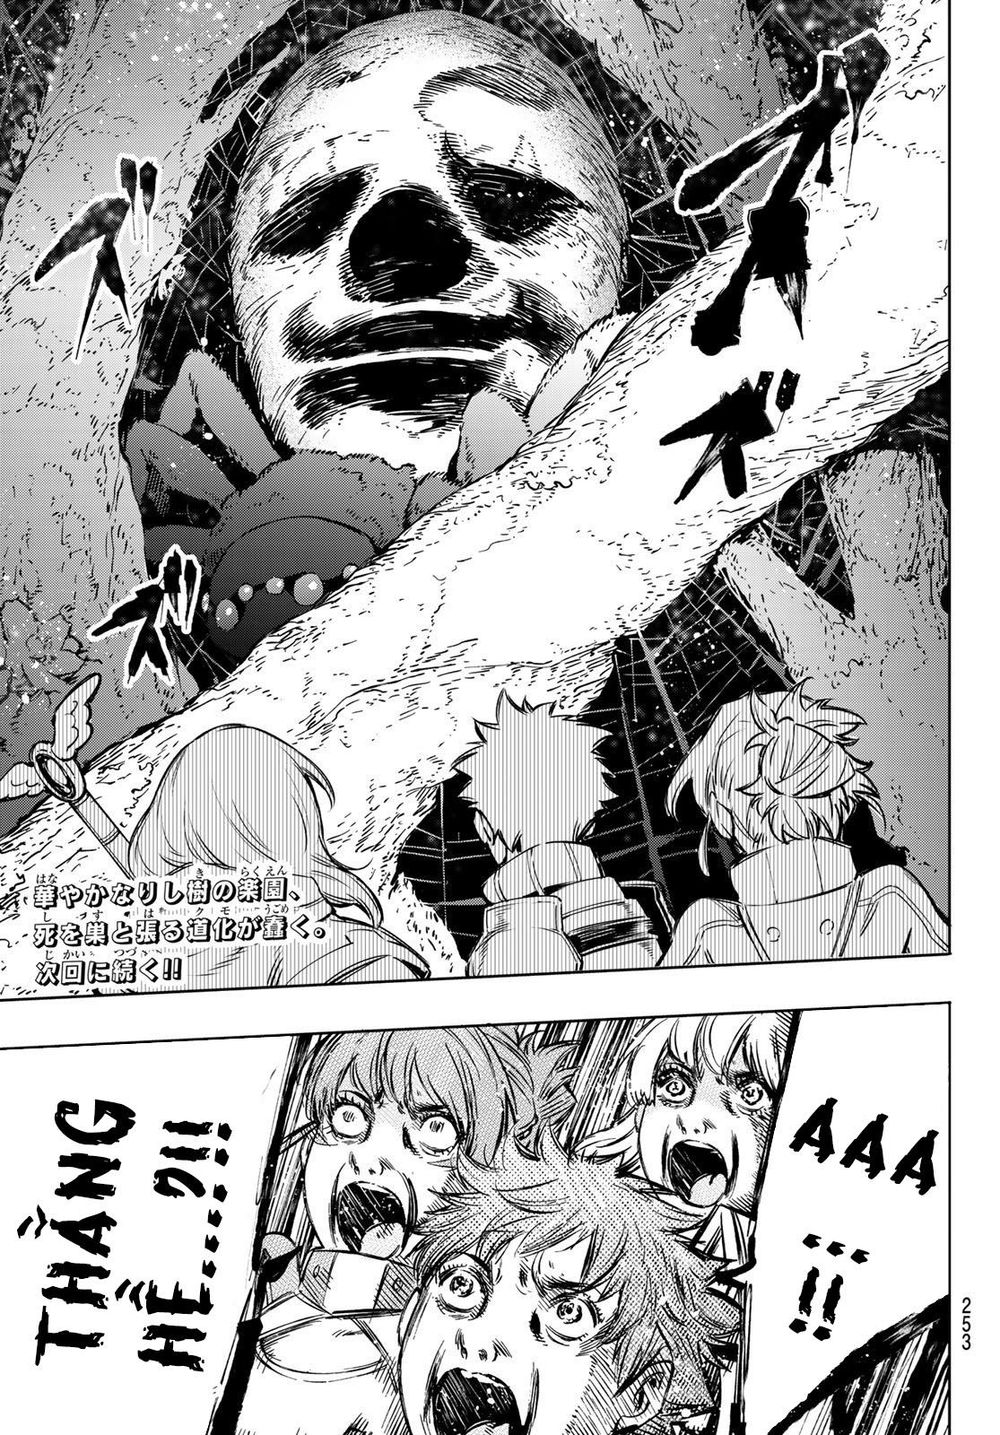 ズ
ズ
ズ
ズ
華やかなりし樹の楽園、
死を巣と張る道化が蠢く。
次回に続く!!
AAA
...!!
THẰNG
HỀ.....?!!
253